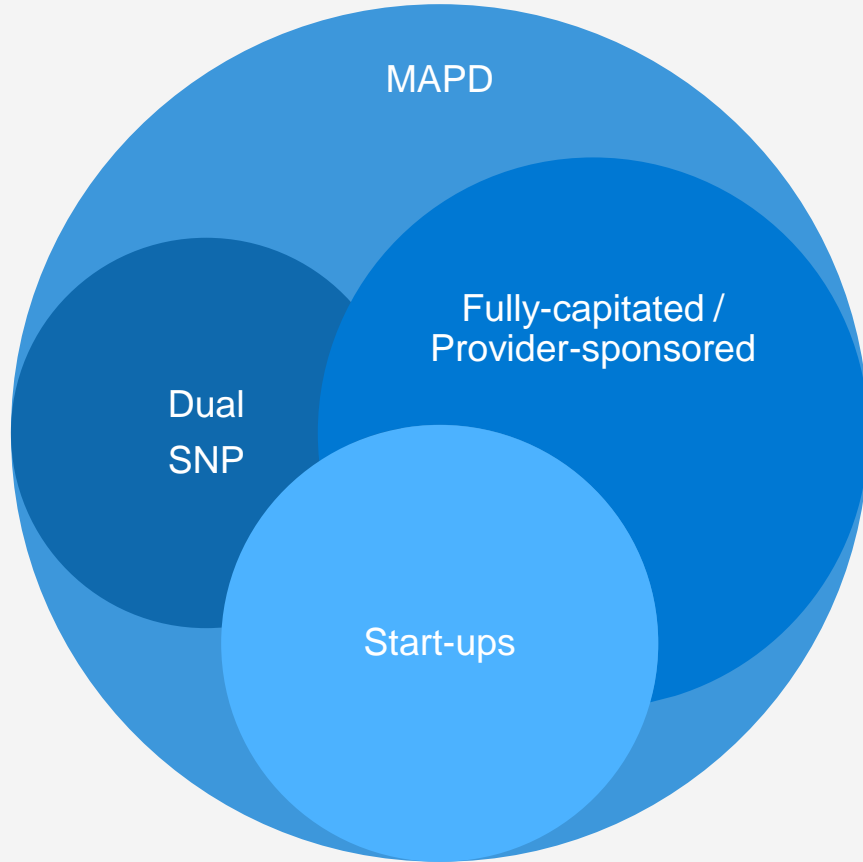 MAPD
Fully-capitated /
Provider-sponsored
Dual
SNP
Start-ups